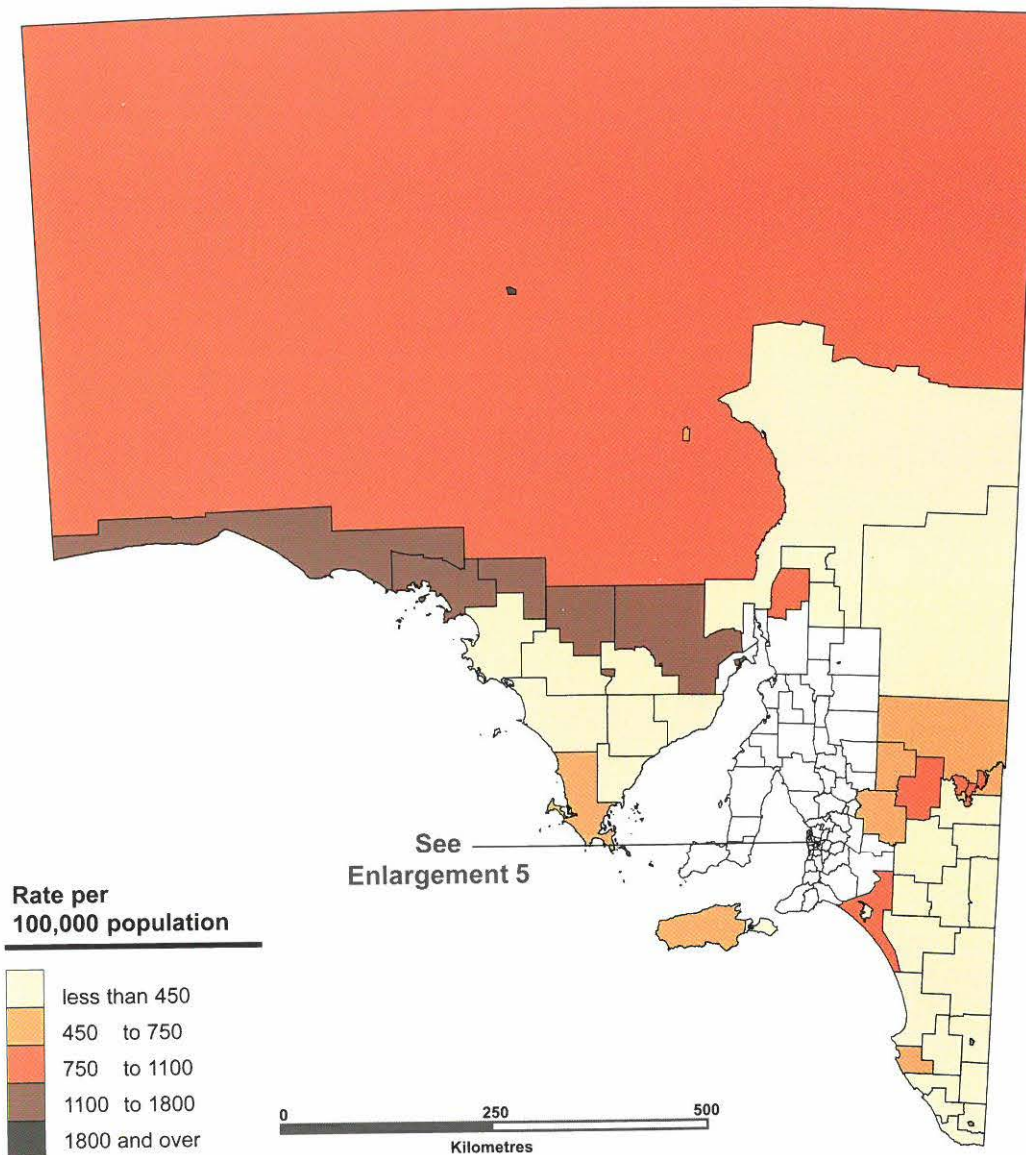 See
Enlargement 5
Rate per
100,000 population
less than 450
450 to 750
750 to 1100
1100 to 1800
1800 and over
0 250 500
Kilometres